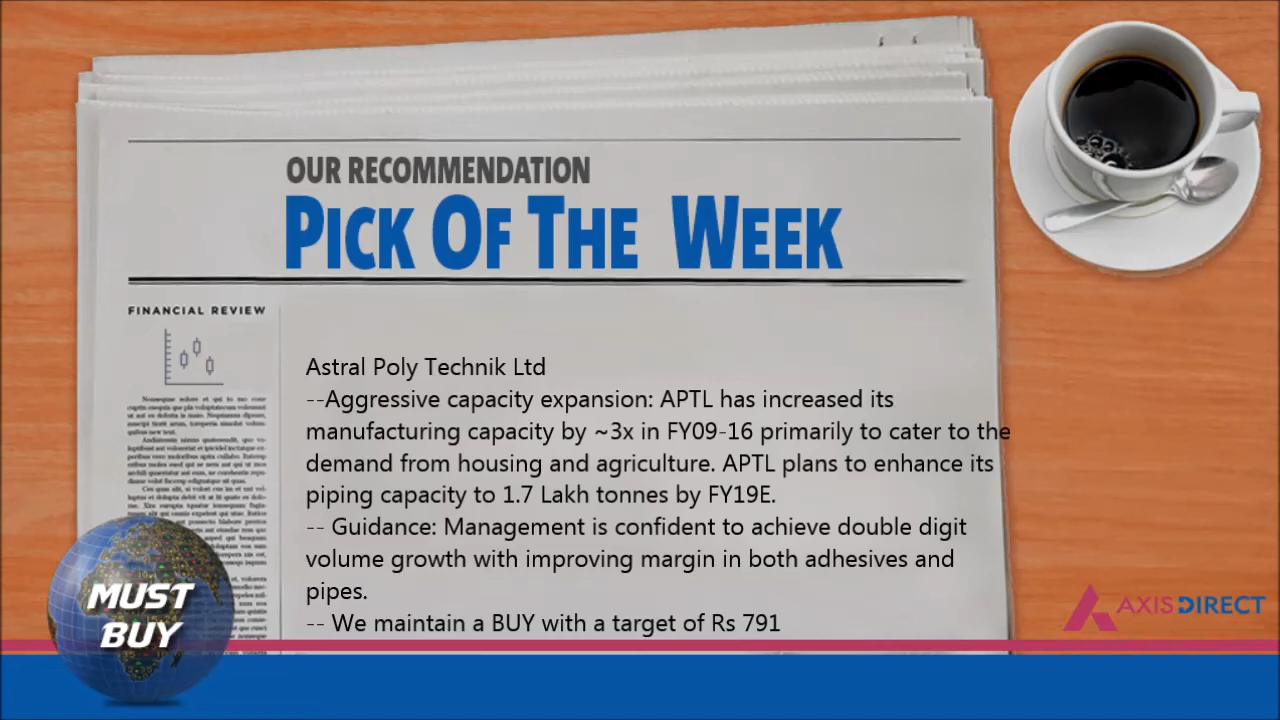 OUR RECOMMENDATION
PICK OF THE WEEK
FINANCIAL REVIEW
Astral Poly Technik Ltd
--Aggressive capacity expansion: APTL has increased its
manufacturing capacity by ~3x in FY09-16 primarily to cater to the
demand from housing and agriculture. APTL plans to enhance its
piping capacity to 1.7 Lakh tonnes by FY19E.
-- Guidance: Management is confident to achieve double digit
volume growth with improving margin in both adhesives and
pipes.
-- We maintain a BUY with a target of Rs 791
MUST
BUY
AXIS DIRECT